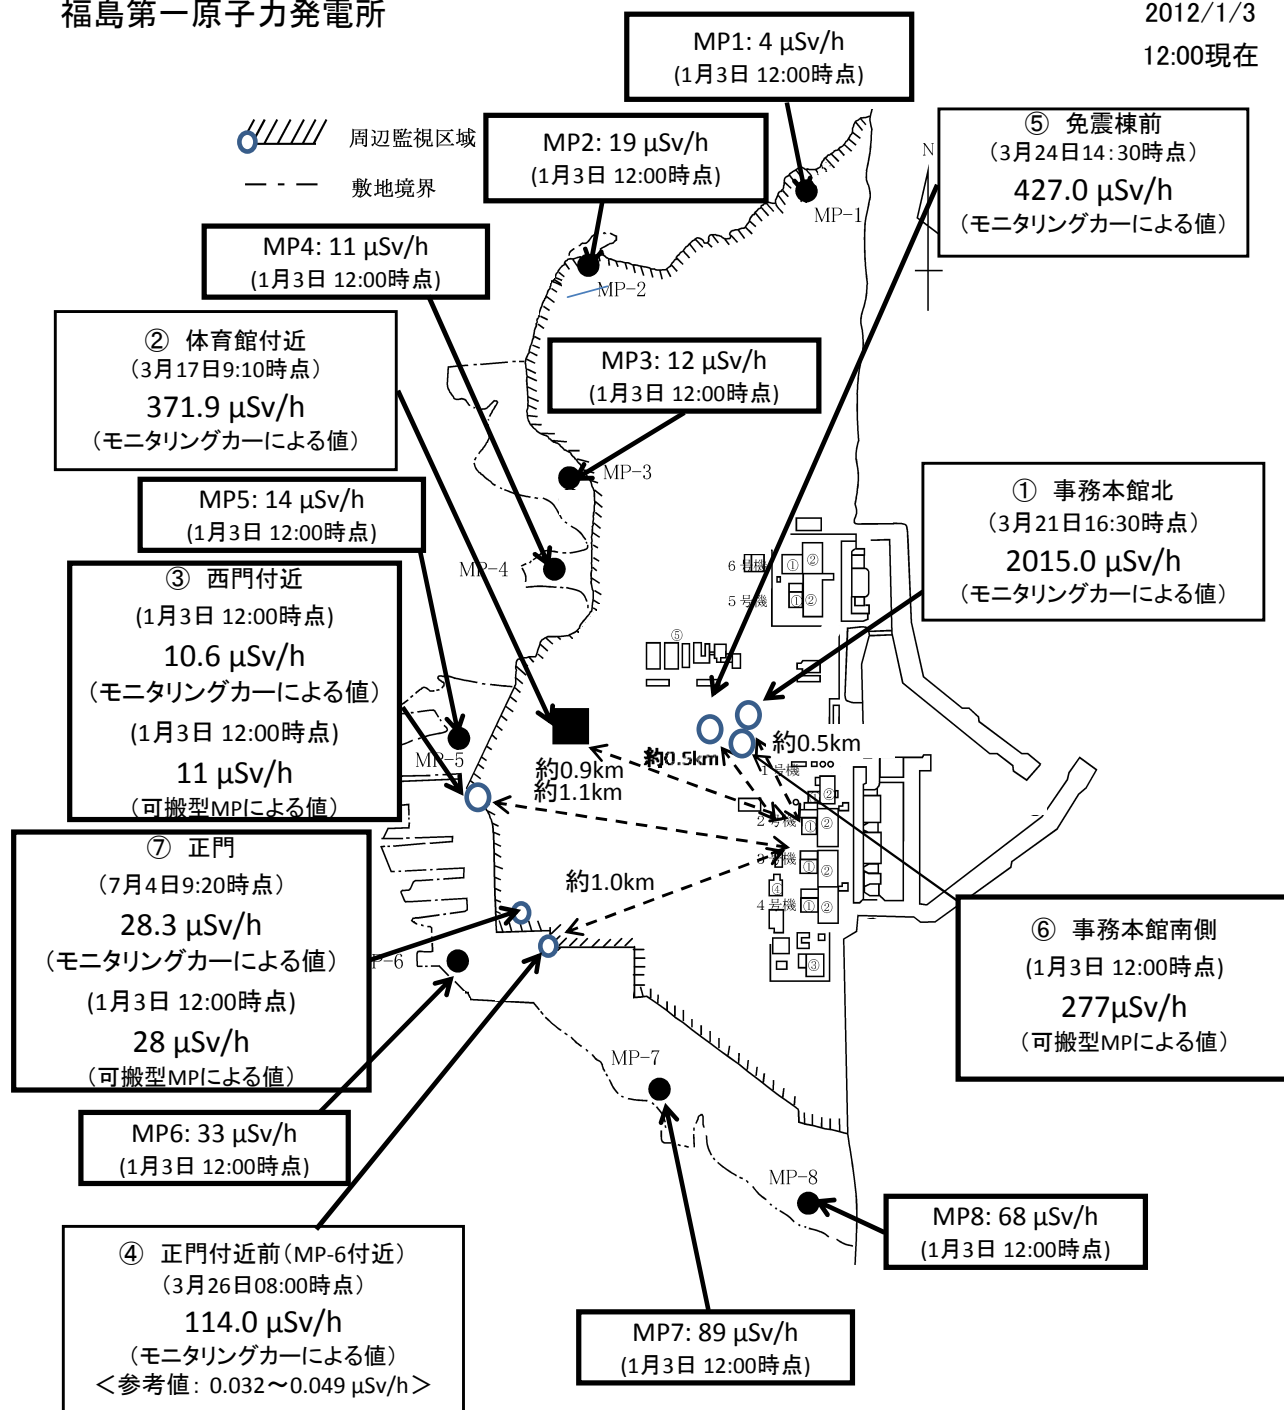 福島第一原子力発電所
2012/1/3
12:00現在
MP1: 4 μSv/h
(1月3日 12:00時点)
周辺監視区域
敷地境界
MP2: 19 μSv/h
(1月3日 12:00時点)
⑤ 免震棟前
(3月24日14:30時点)
427.0 μSv/h
(モニタリングカーによる値)
N
MP-1
MP4: 11 μSv/h
(1月3日 12:00時点)
MP-2
② 体育館付近
(3月17日9:10時点)
371.9 μSv/h
(モニタリングカーによる値)
MP3: 12 μSv/h
(1月3日 12:00時点)
MP-3
MP5: 14 μSv/h
(1月3日 12:00時点)
① 事務本館北
(3月21日16:30時点)
2015.0 μSv/h
(モニタリングカーによる値)
MP-4
6号機
① ②
5号機
① ②
③ 西門付近
(1月3日 12:00時点)
10.6 μSv/h
(モニタリングカーによる値)
(1月3日 12:00時点)
11 μSv/h
(可搬型MPによる値)
⑤
MP-5
約0.9km
約1.1km
約0.5km
約0.5km
1号機
① ②
2号機
① ②
3号機
① ②
④
4号機
① ②
③
⑦ 正門
(7月4日9:20時点)
28.3 μSv/h
(モニタリングカーによる値)
(1月3日 12:00時点)
28 μSv/h
(可搬型MPによる値)
約1.0km
P-6
⑥ 事務本館南側
(1月3日 12:00時点)
277μSv/h
(可搬型MPによる値)
MP-7
MP6: 33 μSv/h
(1月3日 12:00時点)
MP-8
MP8: 68 μSv/h
(1月3日 12:00時点)
④ 正門付近前(MP-6付近)
(3月26日08:00時点)
114.0 μSv/h
(モニタリングカーによる値)
<参考値: 0.032～0.049 μSv/h>
MP7: 89 μSv/h
(1月3日 12:00時点)